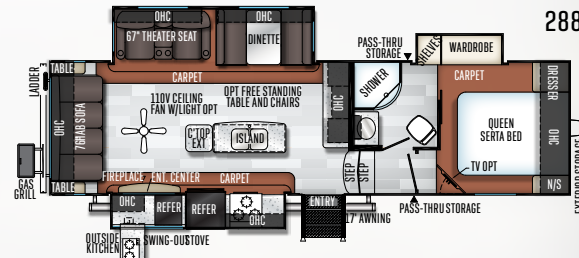 288
OHC
67" THEATER SEAT
OHC
DINETTE
PASS-THRU
STORAGE
SHELVES
WARDROBE
LADDER
TABLE
CARPET
SHOWER
CARPET
DRESSER
110V CEILING
FAN W/LIGHT OPT
OPT FREE STANDING
TABLE AND CHAIRS
OHC
OHC
C'TOP
EXT
ISLAND
QUEEN
SERTA BED
OHC
GAS
GRILL
TABLE
FIREPLACE
ENT. CENTER
CARPET
STEP
STEP
TV OPT
N/S
OHC
REFER
REFER
OHC
ENTRY
17' AWNING
PASS-THRU STORAGE
OUTSIDE
KITCHEN
SWING-OUT
STOVE